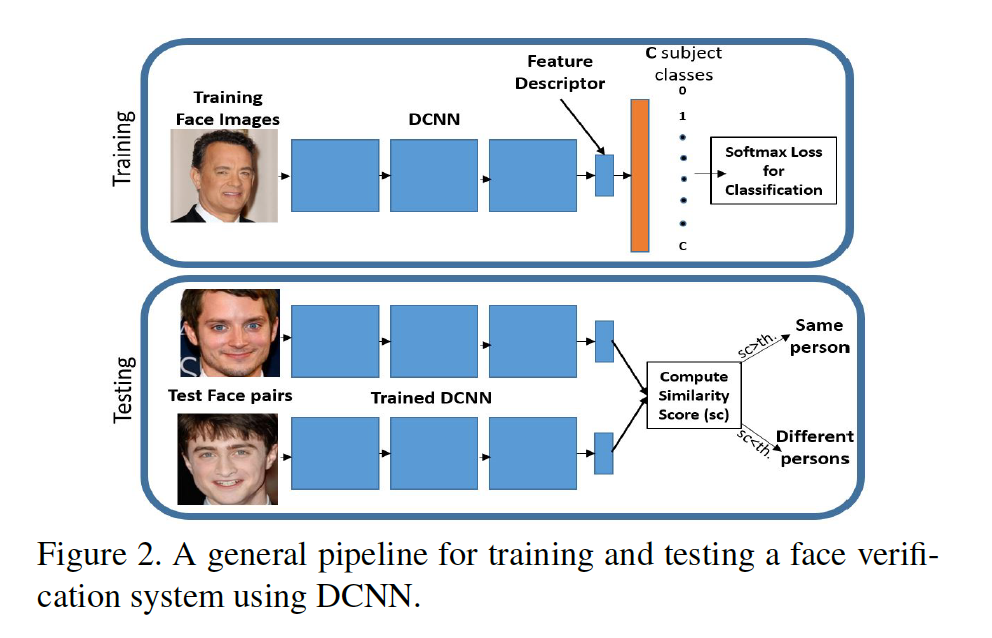 Training
Training
Face Images
DCNN
Feature
Descriptor
C subject
classes
0
1
C
Softmax Loss
for
Classification
Testing
Test Face pairs
Trained DCNN
Compute
Similarity
Score (sc)
sc>th.
Same
person
sc<th.
Different
persons
Figure 2. A general pipeline for training and testing a face verifi-
cation system using DCNN.